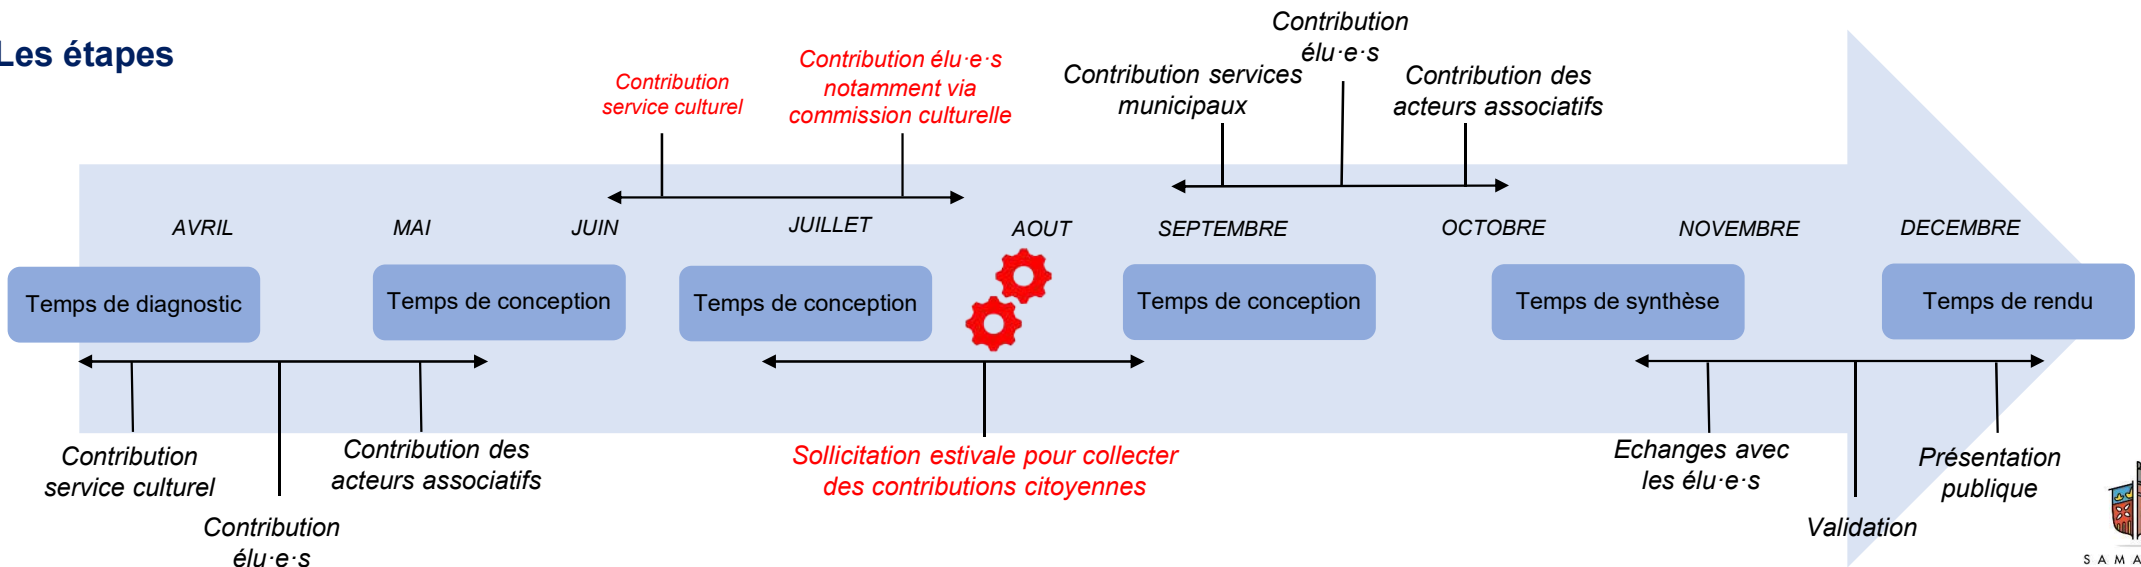 Les étapes
Contribution
élu·e·s
Contribution
service culturel
Contribution élu·e·s
notamment via
commission culturelle
Contribution services
municipaux
Contribution des
acteurs associatifs
AVRIL
MAI
JUIN
JUILLET
AOUT
SEPTEMBRE
OCTOBRE
NOVEMBRE
DECEMBRE
Temps de diagnostic
Temps de conception
Temps de conception
Temps de conception
Temps de synthèse
Temps de rendu
Contribution
service culturel
Contribution
élu·e·s
Contribution des
acteurs associatifs
Sollicitation estivale pour collecter
des contributions citoyennes
Echanges avec
les élu·e·s
Validation
Présentation
publique